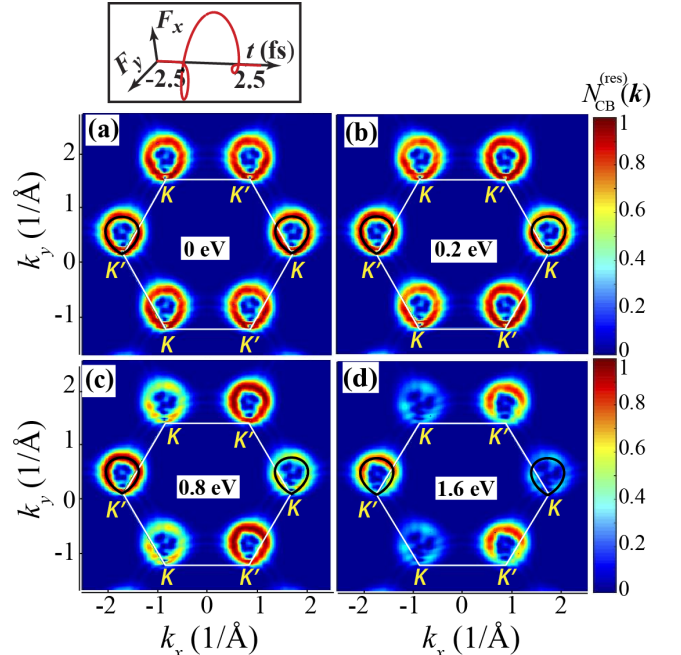 F_x
F_y
t (fs)
-2.5
2.5
N_CB^(res)(k)
(a)
(b)
1
0.8
0.6
0.4
0.2
0
k_y (1/Å)
2
1
0
-1
K
K'
K'
0 eV
K
K
K'
K
K'
K'
0.2 eV
K
K
K'
(c)
(d)
1
0.8
0.6
0.4
0.2
0
k_y (1/Å)
2
1
0
-1
K
K'
K'
0.8 eV
K
K
K'
K
K'
K'
1.6 eV
K
K
K'
-2 -1 0 1 2
-2 -1 0 1 2
k_x (1/Å)
k_x (1/Å)